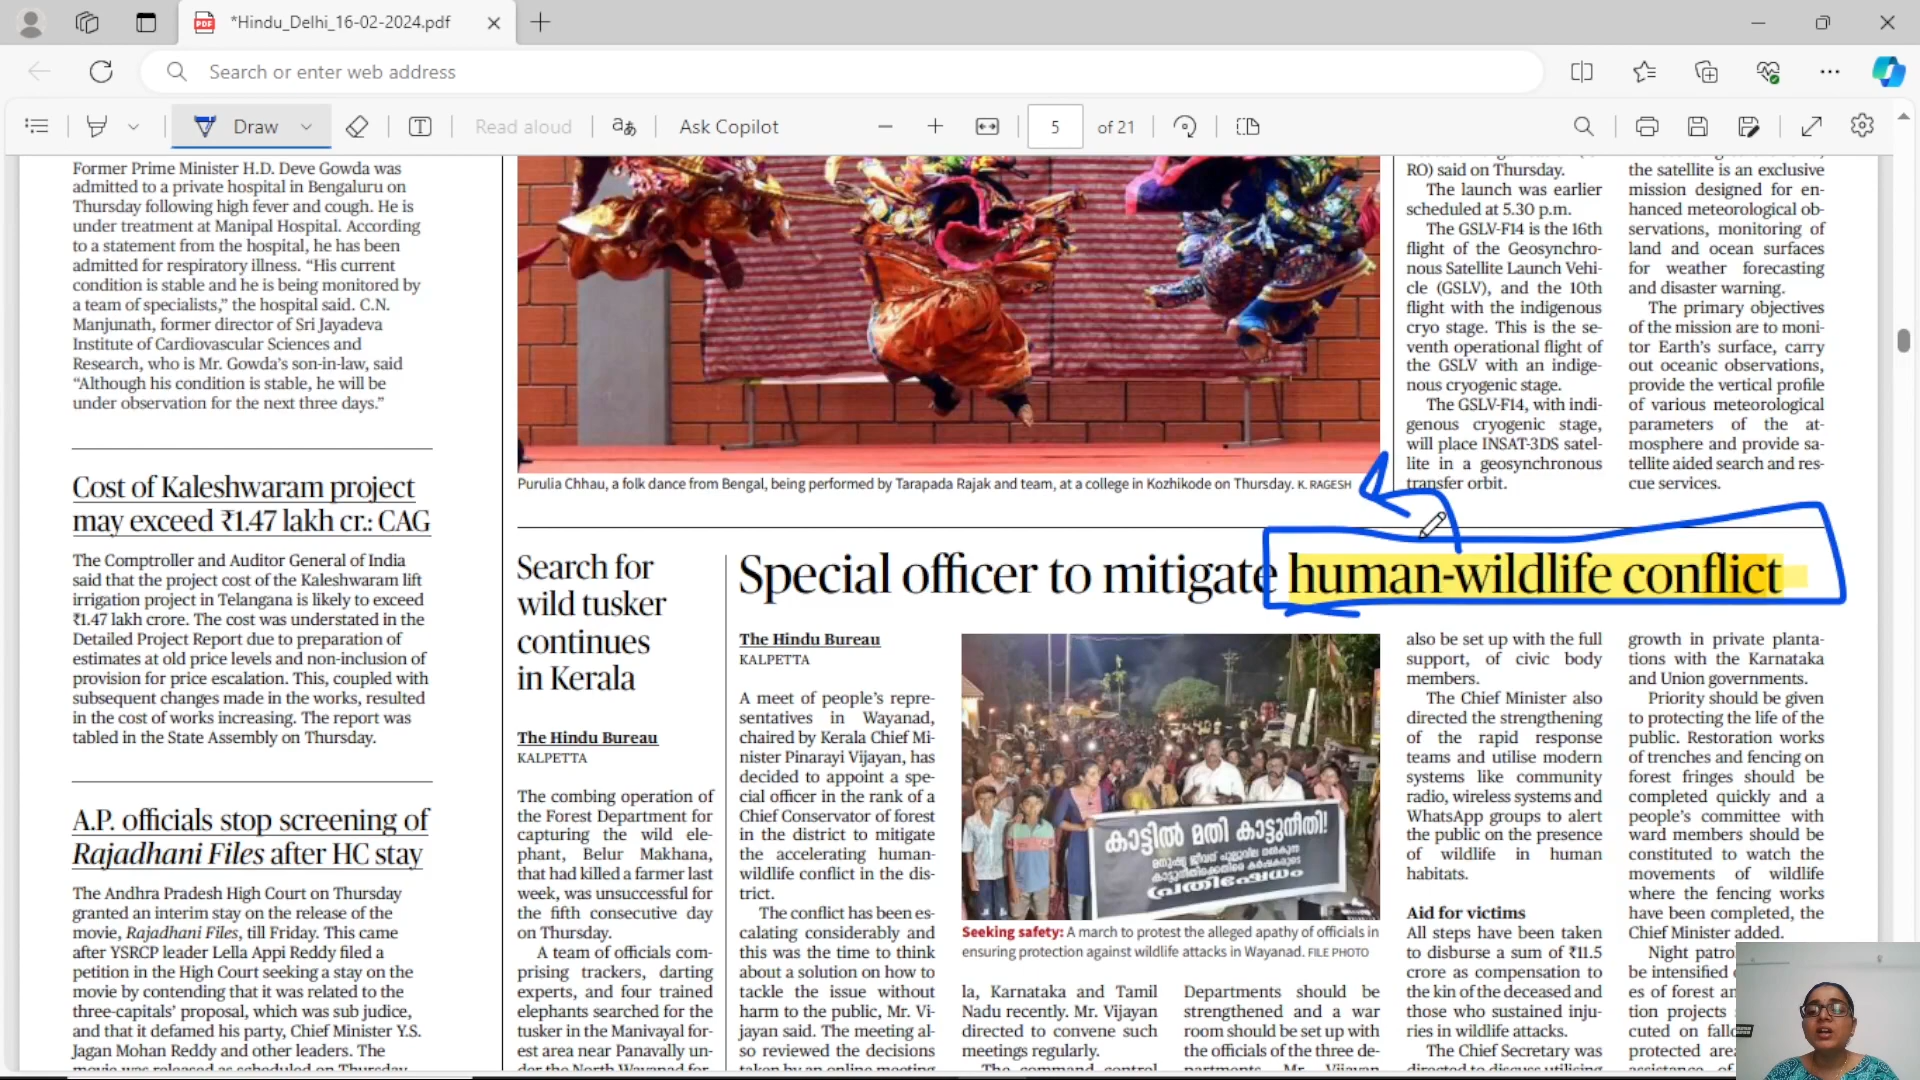 *Hindu_Delhi_16-02-2024.pdf
Search or enter web address
Draw
Read aloud
aあ
Ask Copilot
5 of 21
Former Prime Minister H.D. Deve Gowda was
admitted to a private hospital in Bengaluru on
Thursday following high fever and cough. He is
under treatment at Manipal Hospital. According
to a statement from the hospital, he has been
admitted for respiratory illness. “His current
condition is stable and he is being monitored by
a team of specialists,” the hospital said. C.N.
Manjunath, former director of Sri Jayadeva
Institute of Cardiovascular Sciences and
Research, who is Mr. Gowda’s son-in-law, said
“Although his condition is stable, he will be
under observation for the next three days.”
Cost of Kaleshwaram project
may exceed ₹1.47 lakh cr.: CAG
The Comptroller and Auditor General of India
said that the project cost of the Kaleshwaram lift
irrigation project in Telangana is likely to exceed
₹1.47 lakh crore. The cost was understated in the
Detailed Project Report due to preparation of
estimates at old price levels and non-inclusion of
provision for price escalation. This, coupled with
subsequent changes made in the works, resulted
in the cost of works increasing. The report was
tabled in the State Assembly on Thursday.
A.P. officials stop screening of
Rajadhani Files after HC stay
The Andhra Pradesh High Court on Thursday
granted an interim stay on the release of the
movie, Rajadhani Files, till Friday. This came
after YSRCP leader Lella Appi Reddy filed a
petition in the High Court seeking a stay on the
movie by contending that it was related to the
three-capitals’ proposal, which was sub judice,
and that it defamed his party, Chief Minister Y.S.
Jagan Mohan Reddy and other leaders. The
movie was released as scheduled on Thursday
Purulia Chhau, a folk dance from Bengal, being performed by Tarapada Rajak and team, at a college in Kozhikode on Thursday. K. RAGESH
RO) said on Thursday.
The launch was earlier
scheduled at 5.30 p.m.
The GSLV-F14 is the 16th
flight of the Geosynchro-
nous Satellite Launch Vehi-
cle (GSLV), and the 10th
flight with the indigenous
cryo stage. This is the se-
venth operational flight of
the GSLV with an indige-
nous cryogenic stage.
The GSLV-F14, with indi-
genous cryogenic stage,
will place INSAT-3DS satel-
lite in a geosynchronous
transfer orbit.
the satellite is an exclusive
mission designed for en-
hanced meteorological ob-
servations, monitoring of
land and ocean surfaces
for weather forecasting
and disaster warning.
The primary objectives
of the mission are to moni-
tor Earth’s surface, carry
out oceanic observations,
provide the vertical profile
of various meteorological
parameters of the at-
mosphere and provide sa-
tellite aided search and res-
cue services.
Search for
wild tusker
continues
in Kerala
The Hindu Bureau
KALPETTA
The combing operation of
the Forest Department for
capturing the wild ele-
phant, Belur Makhana,
that had killed a farmer last
week, was unsuccessful for
the fifth consecutive day
on Thursday.
A team of officials com-
prising trackers, darting
experts, and four trained
elephants searched for the
tusker in the Manivayal for-
est area near Panavally un-
der the North Wayanad for-
Special officer to mitigate human-wildlife conflict
The Hindu Bureau
KALPETTA
A meet of people’s repre-
sentatives in Wayanad,
chaired by Kerala Chief Mi-
nister Pinarayi Vijayan, has
decided to appoint a spe-
cial officer in the rank of a
Chief Conservator of forest
in the district to mitigate
the accelerating human-
wildlife conflict in the dis-
trict.
The conflict has been es-
calating considerably and
this was the time to think
about a solution on how to
tackle the issue without
harm to the public, Mr. Vi-
jayan said. The meeting al-
so reviewed the decisions
taken by an online meeting
കാട്ടിൽ മതി കാട്ടുനീതി!
പ്രതിഷേധം
Seeking safety: A march to protest the alleged apathy of officials in
ensuring protection against wildlife attacks in Wayanad. FILE PHOTO
la, Karnataka and Tamil
Nadu recently. Mr. Vijayan
directed to convene such
meetings regularly.
The command control
Departments should be
strengthened and a war
room should be set up with
the officials of the three de-
partments, Mr. Vijayan
also be set up with the full
support, of civic body
members.
The Chief Minister also
directed the strengthening
of the rapid response
teams and utilise modern
systems like community
radio, wireless systems and
WhatsApp groups to alert
the public on the presence
of wildlife in human
habitats.
Aid for victims
All steps have been taken
to disburse a sum of ₹11.5
crore as compensation to
the kin of the deceased and
those who sustained inju-
ries in wildlife attacks.
The Chief Secretary was
directed to discuss utilising
growth in private planta-
tions with the Karnataka
and Union governments.
Priority should be given
to protecting the life of the
public. Restoration works
of trenches and fencing on
forest fringes should be
completed quickly and a
people’s committee with
ward members should be
constituted to watch the
movements of wildlife
where the fencing works
have been completed, the
Chief Minister added.
Night patro
be intensified
es of forest an
tion projects
cuted on fallo
protected area
assistance of